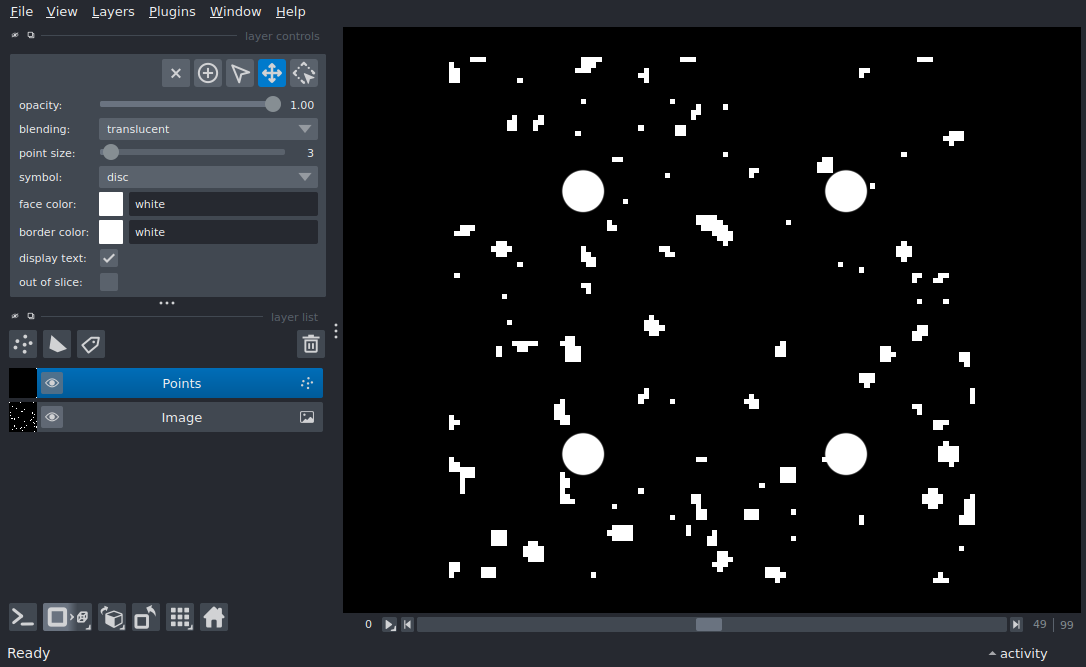 File View Layers Plugins Window Help
layer controls
opacity: 1.00
blending: translucent
point size: 3
symbol: disc
face color: white
border color: white
display text:
out of slice:
layer list
Points
Image
0 49 | 99
Ready activity